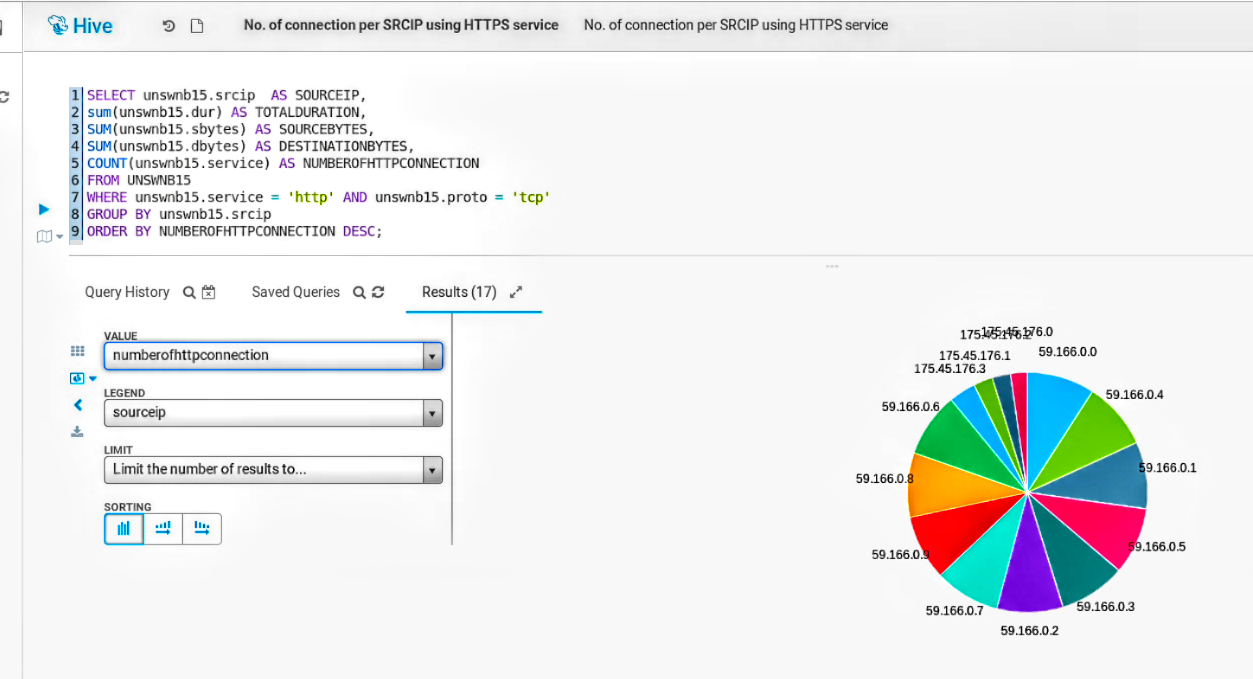 Hive
No. of connection per SRCIP using HTTPS service
No. of connection per SRCIP using HTTPS service
1 SELECT unswnb15.srcip  AS SOURCEIP,
2 sum(unswnb15.dur) AS TOTALDURATION,
3 SUM(unswnb15.sbytes) AS SOURCEBYTES,
4 SUM(unswnb15.dbytes) AS DESTINATIONBYTES,
5 COUNT(unswnb15.service) AS NUMBEROFHTTPCONNECTION
6 FROM UNSWNB15
7 WHERE unswnb15.service = 'http' AND unswnb15.proto = 'tcp'
8 GROUP BY unswnb15.srcip
9 ORDER BY NUMBEROFHTTPCONNECTION DESC;
Query History
Saved Queries
Results (17)
VALUE
numberofhttpconnection
LEGEND
sourceip
LIMIT
Limit the number of results to...
SORTING
175.45.176.0
175.45.176.2
59.166.0.0
175.45.176.1
175.45.176.3
59.166.0.4
59.166.0.6
59.166.0.1
59.166.0.8
59.166.0.5
59.166.0.9
59.166.0.3
59.166.0.7
59.166.0.2